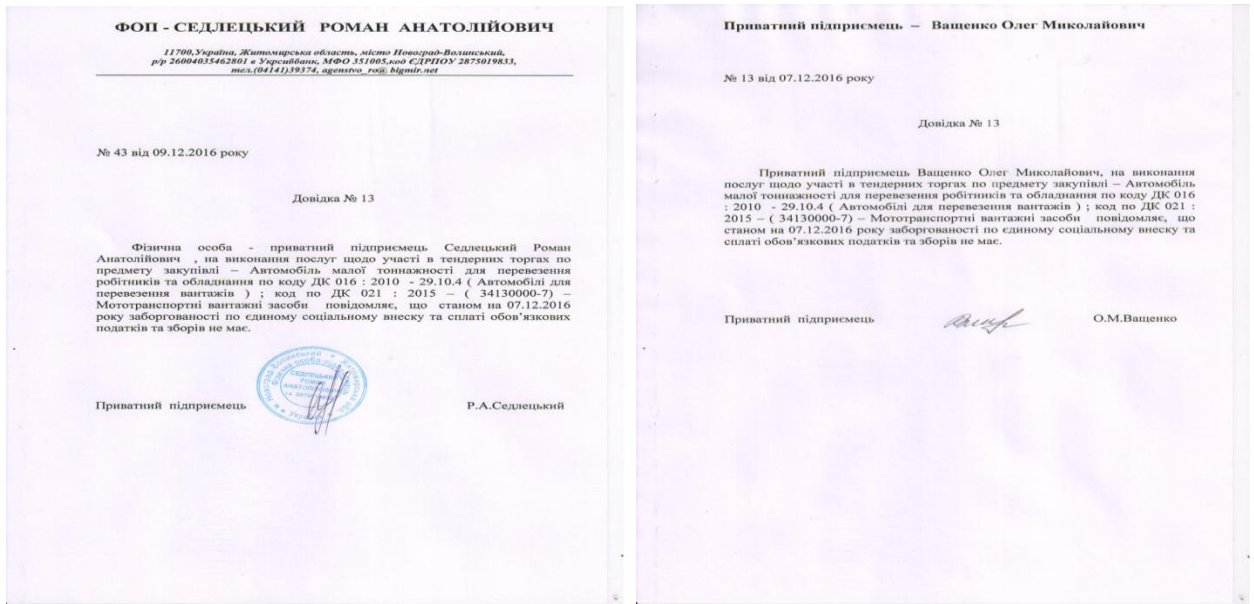 ФОП - СЕДЛЕЦЬКИЙ РОМАН АНАТОЛІЙОВИЧ
11700,Україна, Житомирська область, місто Новоград-Волинський,
р/р 26004035462801 в Укрсиббанк, МФО 351005,код ЄДРПОУ 2875019833,
тел.(04141)39374, agenstvo_ro@ bigmir.net
№ 43 від 09.12.2016 року
Довідка № 13
Фізична особа - приватний підприємець Седлецький Роман
Анатолійович , на виконання послуг щодо участі в тендерних торгах по
предмету закупівлі – Автомобіль малої тоннажності для перевезення
робітників та обладнання по коду ДК 016 : 2010 - 29.10.4 ( Автомобілі для
перевезення вантажів ) ; код по ДК 021 : 2015 – ( 34130000-7) –
Мототранспортні вантажні засоби повідомляє, що станом на 07.12.2016
року заборгованості по єдиному соціальному внеску та сплаті обов’язкових
податків та зборів не має.
Приватний підприємець
Р.А.Седлецький
Приватний підприємець – Ващенко Олег Миколайович
№ 13 від 07.12.2016 року
Довідка № 13
Приватний підприємець Ващенко Олег Миколайович, на виконання
послуг щодо участі в тендерних торгах по предмету закупівлі – Автомобіль
малої тоннажності для перевезення робітників та обладнання по коду ДК 016
: 2010 - 29.10.4 ( Автомобілі для перевезення вантажів ) ; код по ДК 021 :
2015 – ( 34130000-7) – Мототранспортні вантажні засоби повідомляє, що
станом на 07.12.2016 року заборгованості по єдиному соціальному внеску та
сплаті обов’язкових податків та зборів не має.
Приватний підприємець
О.М.Ващенко